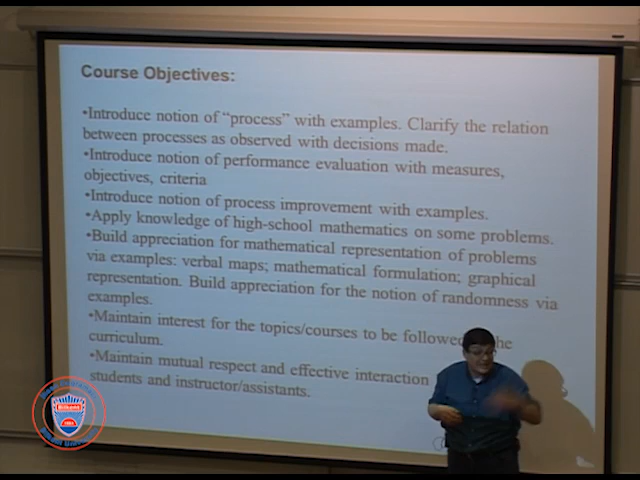 Course Objectives:
•Introduce notion of “process” with examples. Clarify the relation
between processes as observed with decisions made.
•Introduce notion of performance evaluation with measures,
objectives, criteria
•Introduce notion of process improvement with examples.
•Apply knowledge of high-school mathematics on some problems.
•Build appreciation for mathematical representation of problems
via examples: verbal maps; mathematical formulation; graphical
representation. Build appreciation for the notion of randomness via
examples.
•Maintain interest for the topics/courses to be followed the
curriculum.
•Maintain mutual respect and effective interaction
students and instructor/assistants.
Bilkent